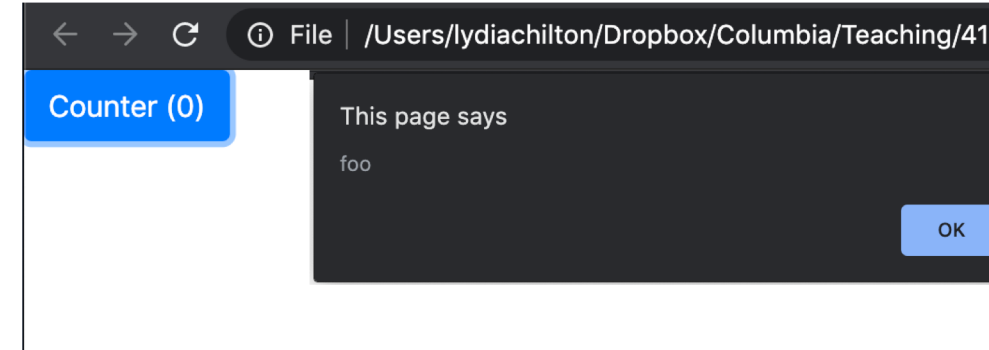 File | /Users/lydiachilton/Dropbox/Columbia/Teaching/41
Counter (0)
This page says
foo
OK